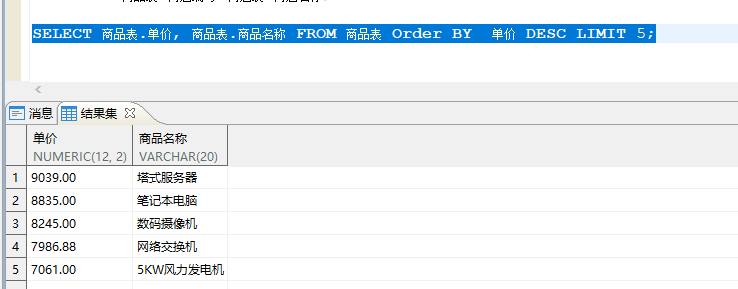 SELECT 商品表.单价, 商品表.商品名称 FROM 商品表 Order BY 单价 DESC LIMIT 5;
消息 结果集
单价 商品名称
NUMERIC(12, 2) VARCHAR(20)
1 9039.00 塔式服务器
2 8835.00 笔记本电脑
3 8245.00 数码摄像机
4 7986.88 网络交换机
5 7061.00 5KW风力发电机